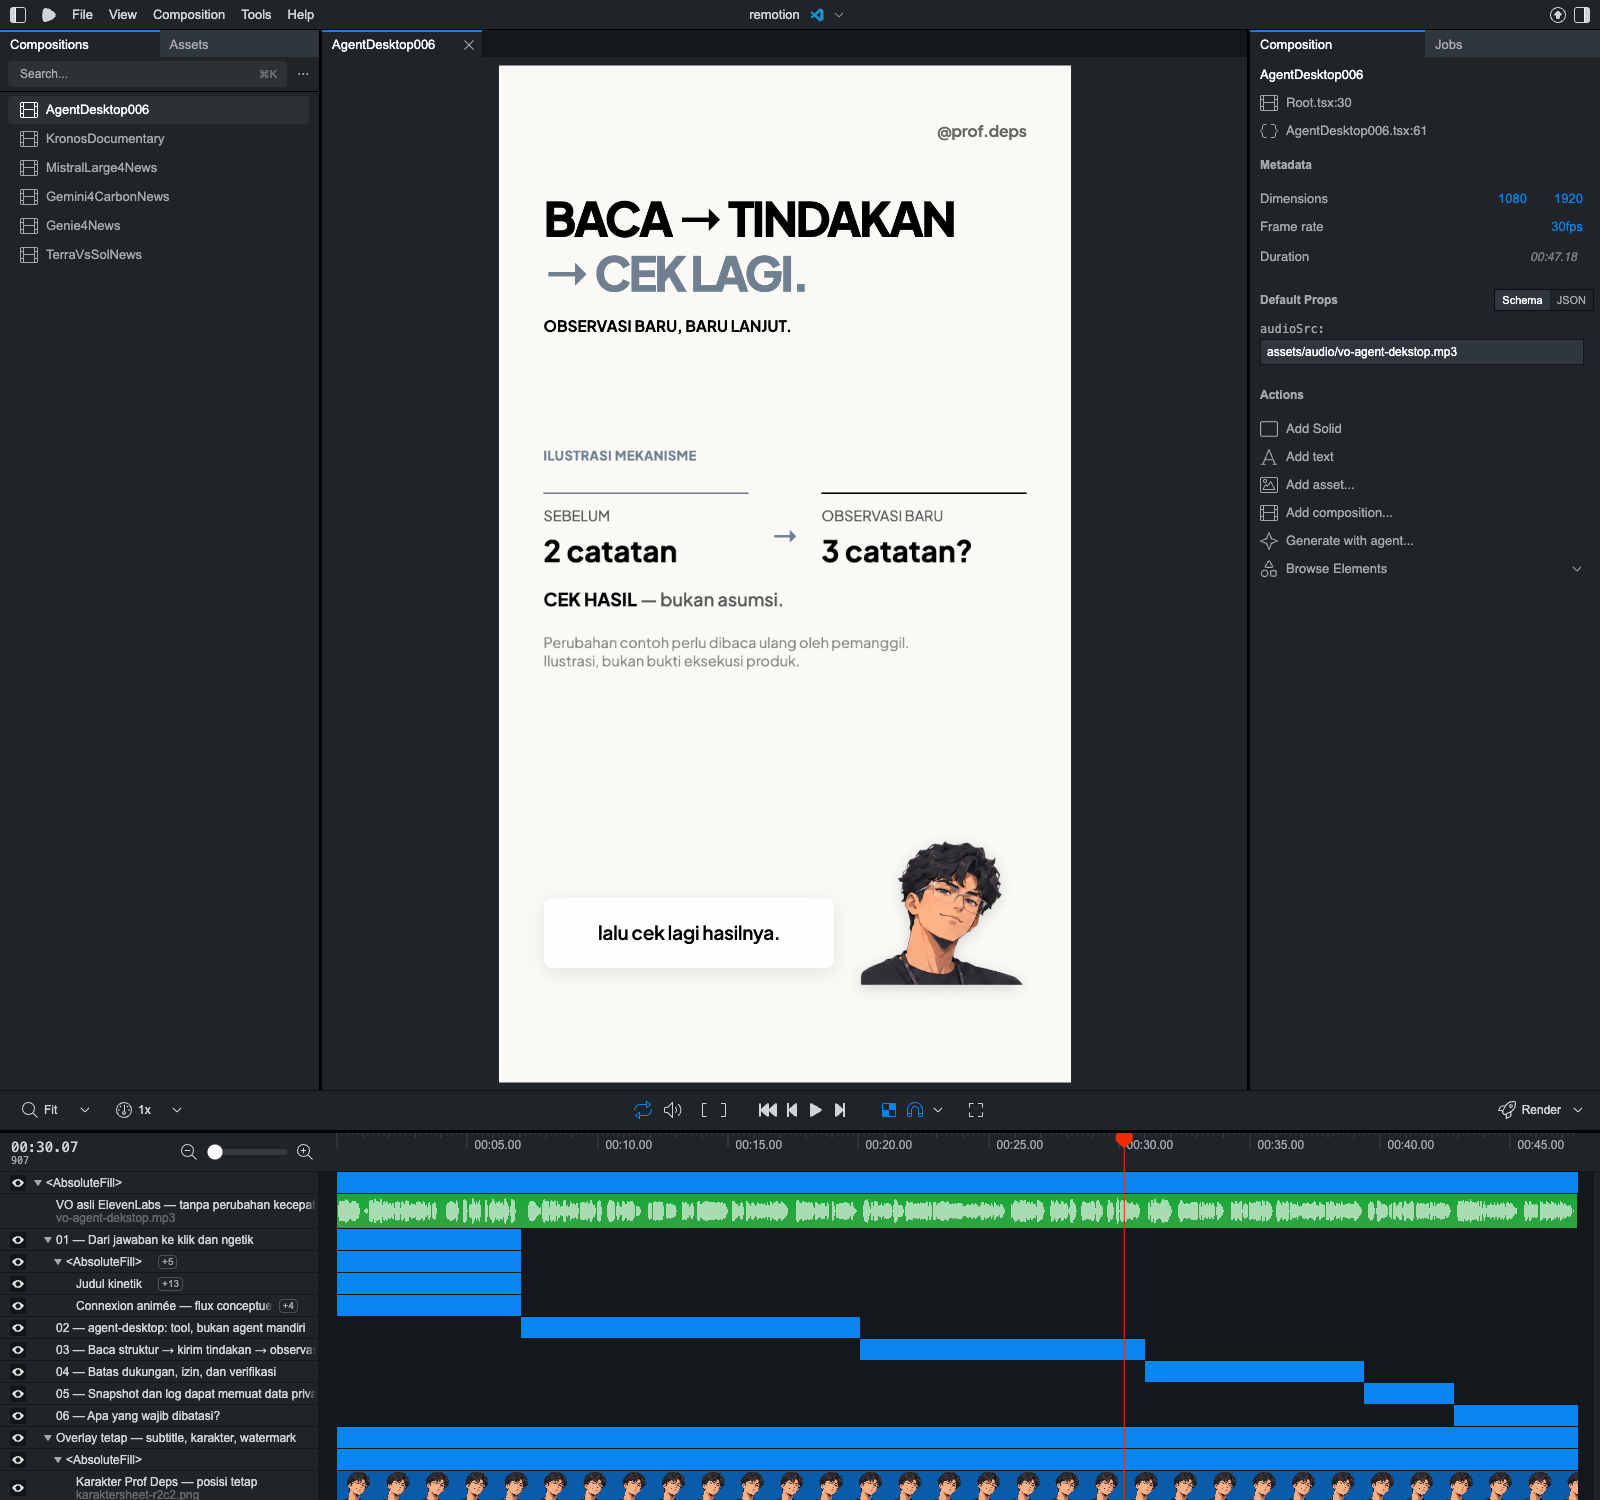 File View Composition Tools Help
remotion
Compositions Assets
Search... ⌘K ...
AgentDesktop006
KronosDocumentary
MistralLarge4News
Gemini4CarbonNews
Genie4News
TerraVsSolNews
AgentDesktop006
@prof.deps
BACA → TINDAKAN
→ CEK LAGI.
OBSERVASI BARU, BARU LANJUT.
ILUSTRASI MEKANISME
SEBELUM
2 catatan
→
OBSERVASI BARU
3 catatan?
CEK HASIL — bukan asumsi.
Perubahan contoh perlu dibaca ulang oleh pemanggil.
Ilustrasi, bukan bukti eksekusi produk.
lalu cek lagi hasilnya.
Composition Jobs
AgentDesktop006
Root.tsx:30
AgentDesktop006.tsx:61
Metadata
Dimensions 1080 1920
Frame rate 30fps
Duration 00:47.18
Default Props Schema JSON
audioSrc:
assets/audio/vo-agent-dekstop.mp3
Actions
Add Solid
Add text
Add asset...
Add composition...
Generate with agent...
Browse Elements
Fit 1x
Render
00:30.07
907
00:05.00 00:10.00 00:15.00 00:20.00 00:25.00 00:30.00 00:35.00 00:40.00 00:45.00
<AbsoluteFill>
VO asli ElevenLabs — tanpa perubahan kecepat
vo-agent-dekstop.mp3
01 — Dari jawaban ke klik dan ngetik
<AbsoluteFill> +5
Judul kinetik +13
Connexion animée — flux conceptue +4
02 — agent-desktop: tool, bukan agent mandiri
03 — Baca struktur → kirim tindakan → observa
04 — Batas dukungan, izin, dan verifikasi
05 — Snapshot dan log dapat memuat data priva
06 — Apa yang wajib dibatasi?
Overlay tetap — subtitle, karakter, watermark
<AbsoluteFill>
Karakter Prof Deps — posisi tetap
karaktersheet-r2c2.png